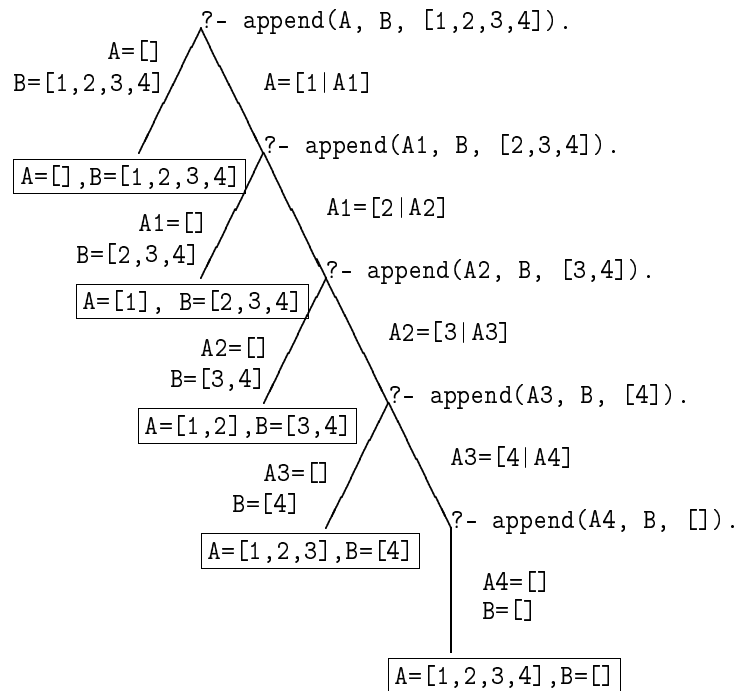 ?- append(A, B, [1,2,3,4]).
A=[]
B=[1,2,3,4]
A=[1|A1]
?- append(A1, B, [2,3,4]).
A=[],B=[1,2,3,4]
A1=[]
B=[2,3,4]
A1=[2|A2]
?- append(A2, B, [3,4]).
A=[1], B=[2,3,4]
A2=[]
B=[3,4]
A2=[3|A3]
?- append(A3, B, [4]).
A=[1,2],B=[3,4]
A3=[]
B=[4]
A3=[4|A4]
?- append(A4, B, []).
A=[1,2,3],B=[4]
A4=[]
B=[]
A=[1,2,3,4],B=[]